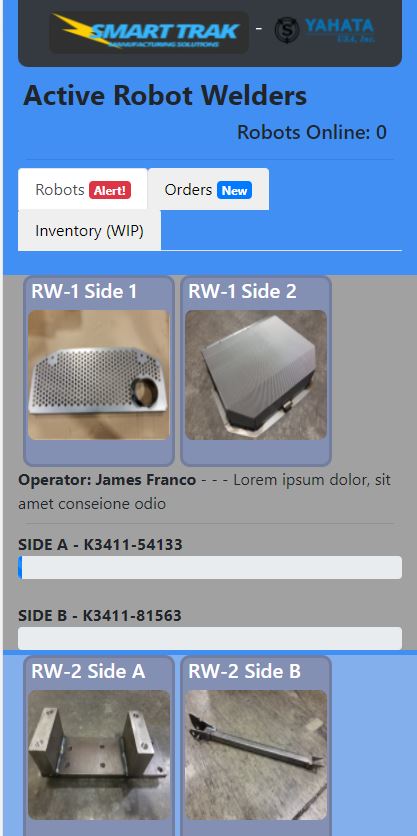 SMART TRAK - YAHATA
MANUFACTURING SOLUTIONS USA, Inc.
Active Robot Welders
Robots Online: 0
Robots Alert! Orders New
Inventory (WIP)
RW-1 Side 1 RW-1 Side 2
Operator: James Franco - - - Lorem ipsum dolor, sit
amet conseione odio
SIDE A - K3411-54133
SIDE B - K3411-81563
RW-2 Side A RW-2 Side B